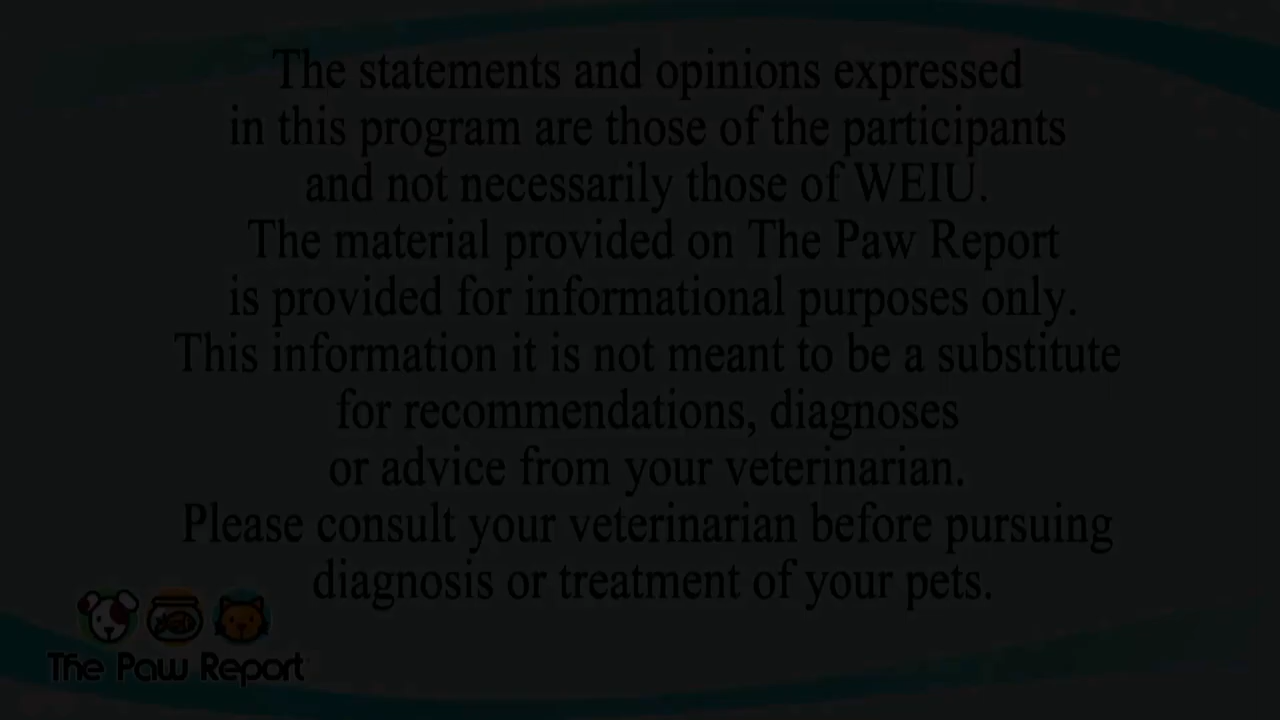 The statements and opinions expressed
in this program are those of the participants
and not necessarily those of WEIU.
The material provided on The Paw Report
is provided for informational purposes only.
This information it is not meant to be a substitute
for recommendations, diagnoses
or advice from your veterinarian.
Please consult your veterinarian before pursuing
diagnosis or treatment of your pets.
The Paw Report